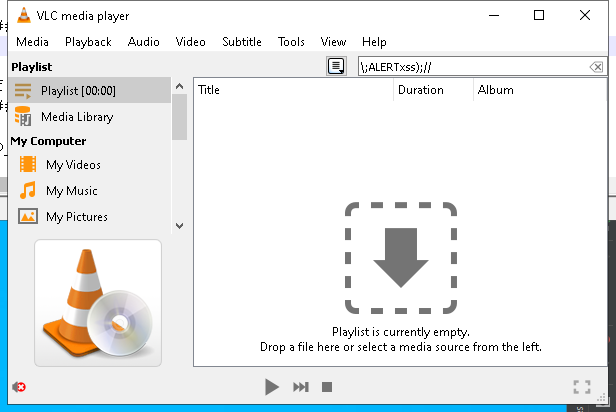 VLC media player
Media Playback Audio Video Subtitle Tools View Help
Playlist
\;ALERTxss);//
Playlist [00:00]
Title Duration Album
Media Library
My Computer
My Videos
My Music
My Pictures
Playlist is currently empty.
Drop a file here or select a media source from the left.